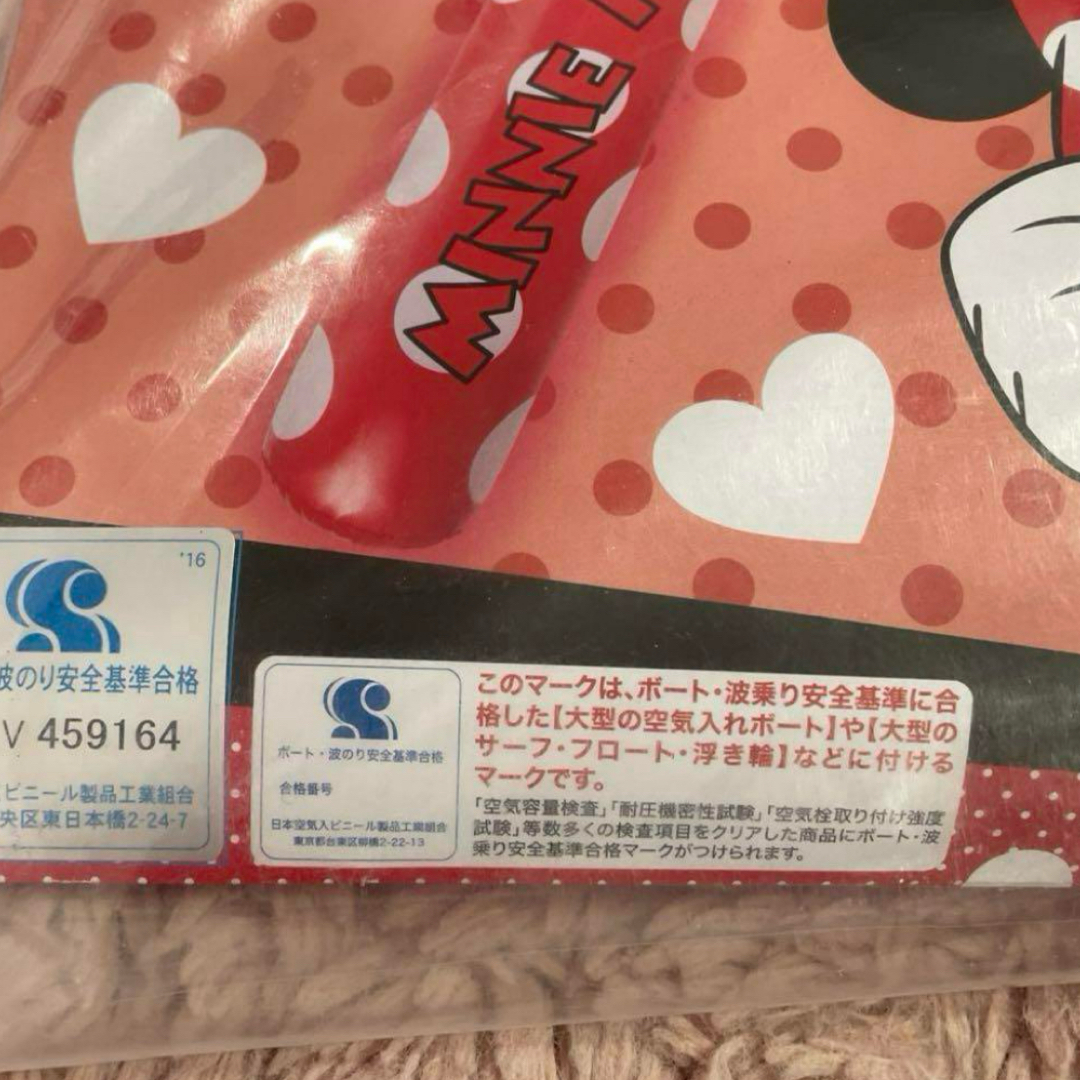 MINNIE
'16
波のり安全基準合格
V 459164
ビニール製品工業組合
央区東日本橋2-24-7
ボート・波のり安全基準合格
合格番号
日本空気入ビニール製品工業組合
東京都台東区柳橋2-22-13
このマークは、ボート・波乗り安全基準に合
格した【大型の空気入れボート】や【大型の
サーフ・フロート・浮き輪】などに付ける
マークです。
「空気容量検査」「耐圧機密性試験」「空気栓取り付け強度
試験」等数多くの検査項目をクリアした商品にボート・波
乗り安全基準合格マークがつけられます。